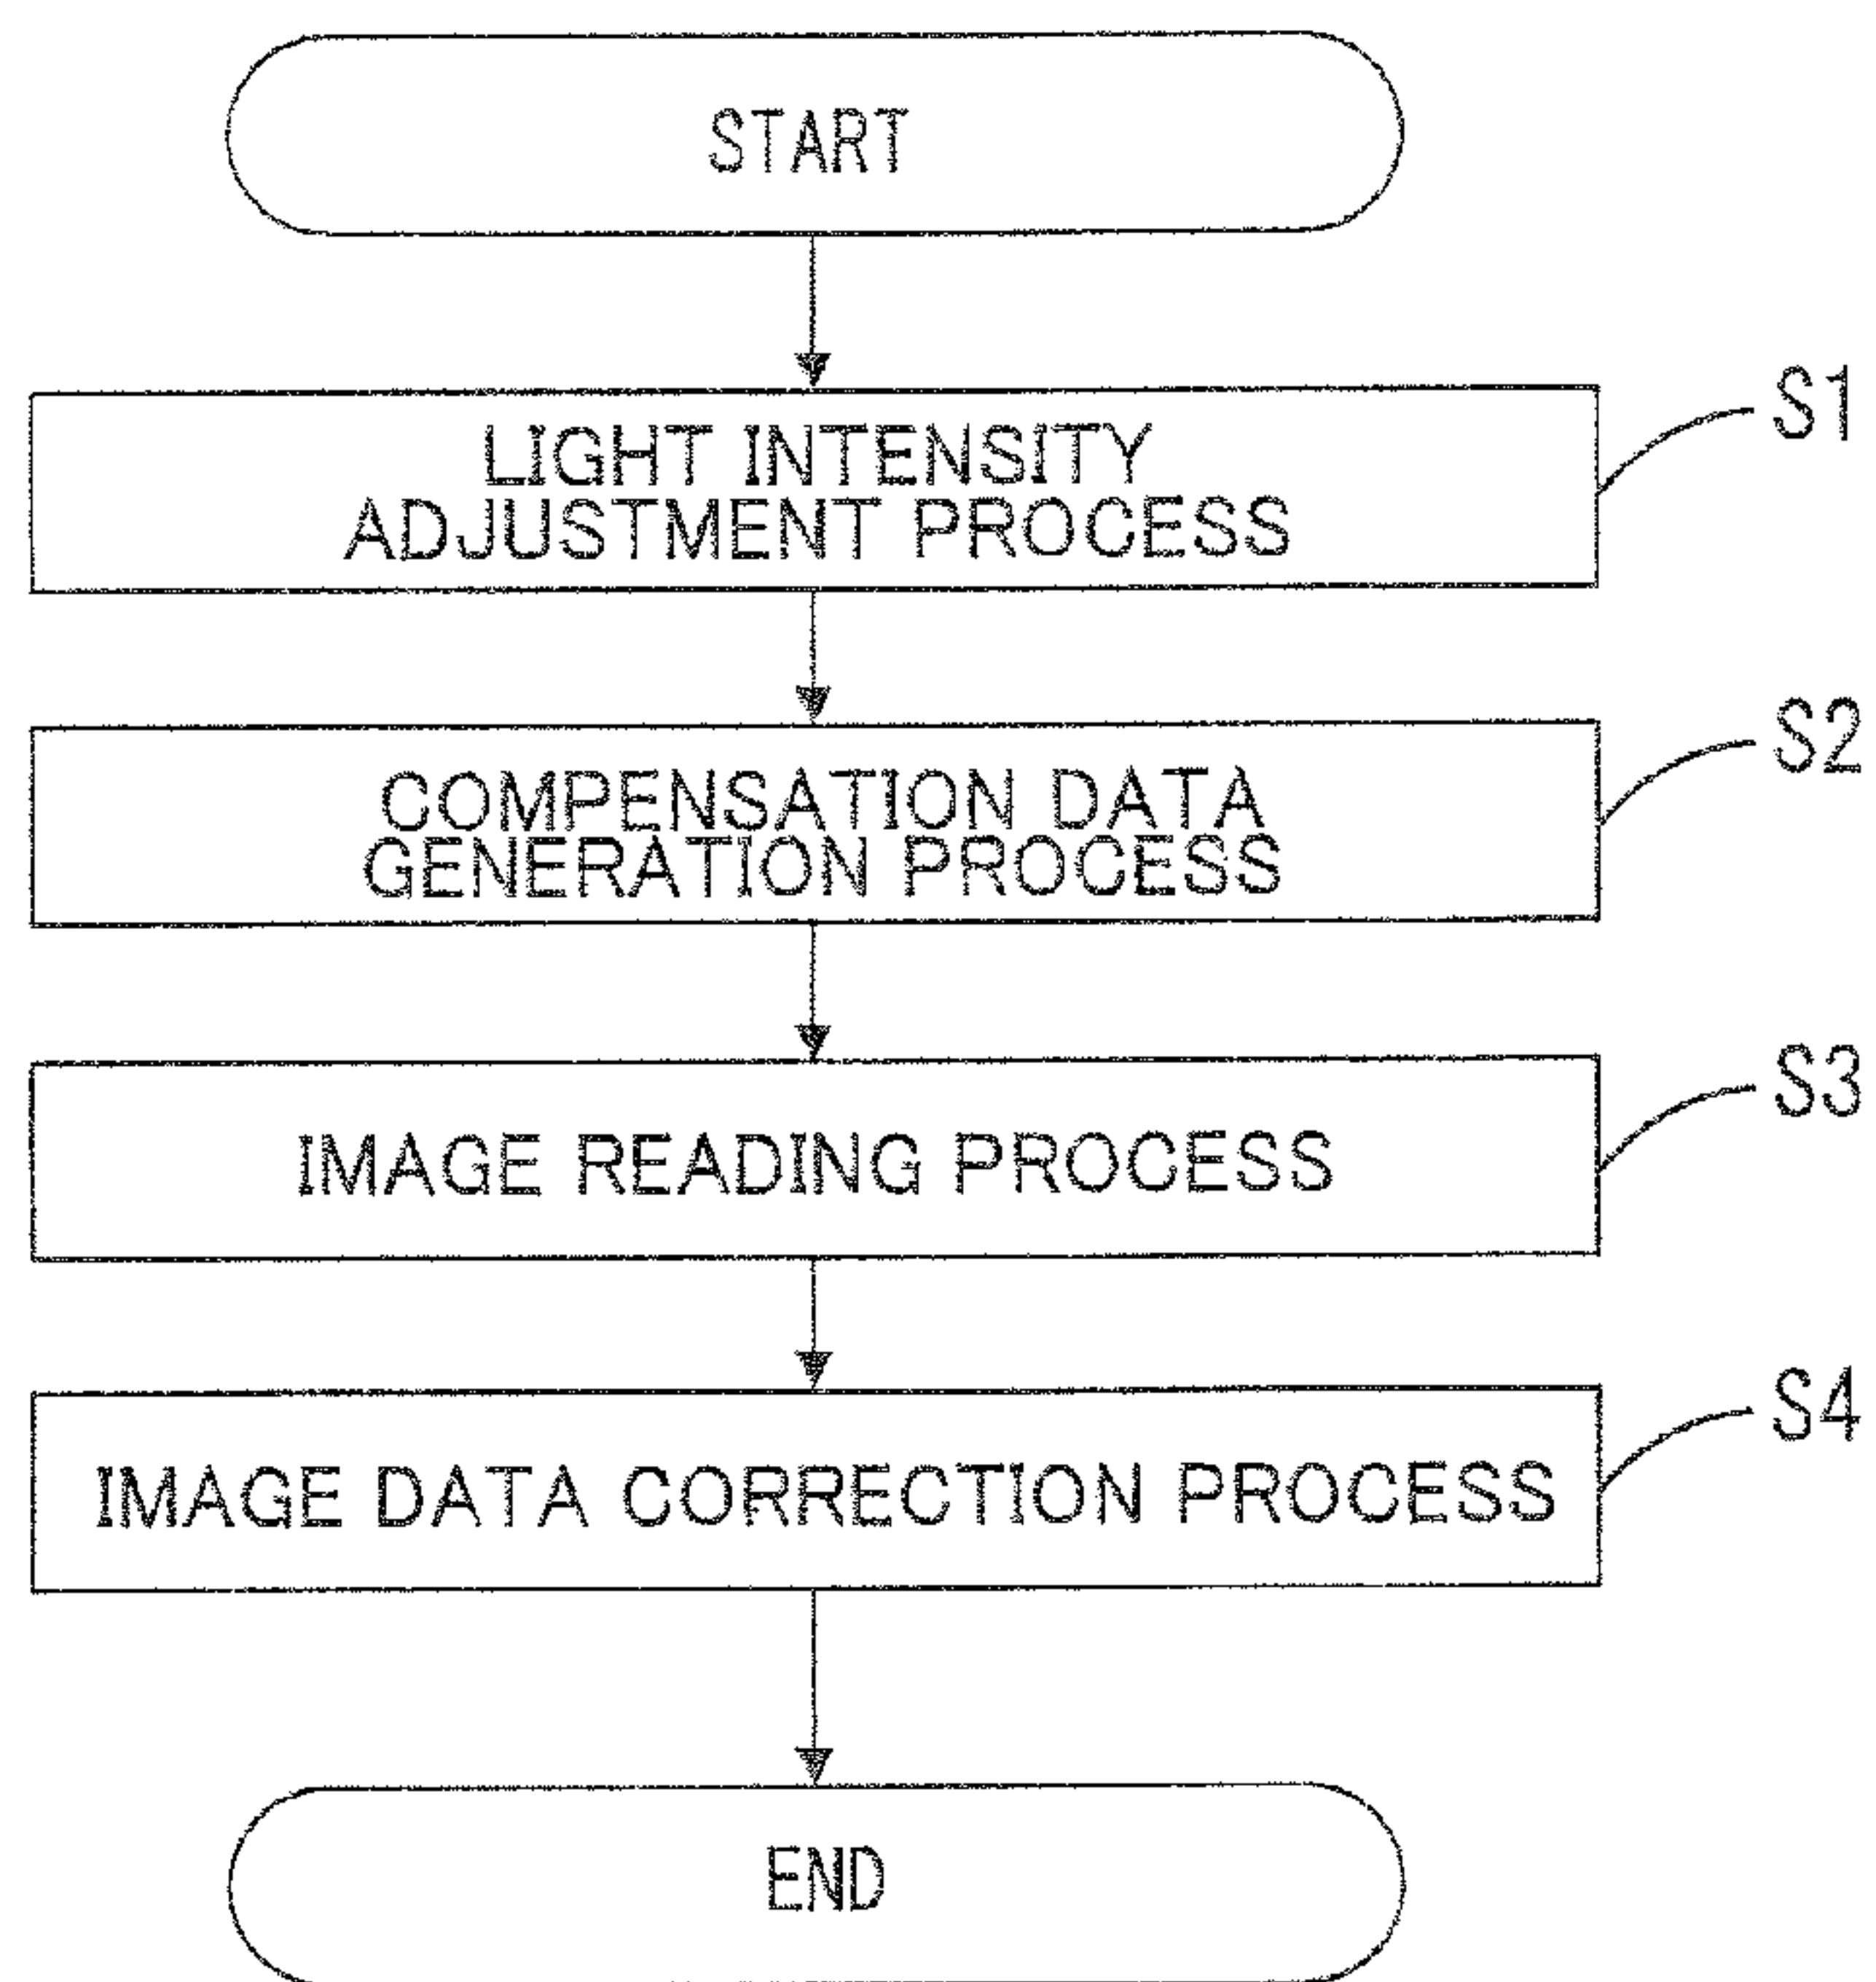 START
LIGHT INTENSITY
ADJUSTMENT PROCESS
S1
COMPENSATION DATA
GENERATION PROCESS
S2
IMAGE READING PROCESS
S3
IMAGE DATA CORRECTION PROCESS
S4
END